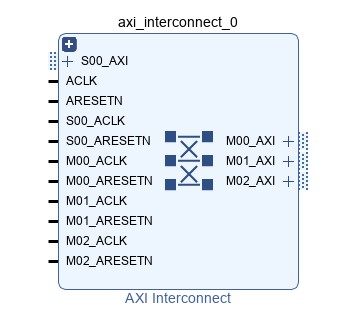 axi_interconnect_0
S00_AXI
ACLK
ARESETN
S00_ACLK
S00_ARESETN M00_AXI
M00_ACLK M01_AXI
M00_ARESETN M02_AXI
M01_ACLK
M01_ARESETN
M02_ACLK
M02_ARESETN
AXI Interconnect